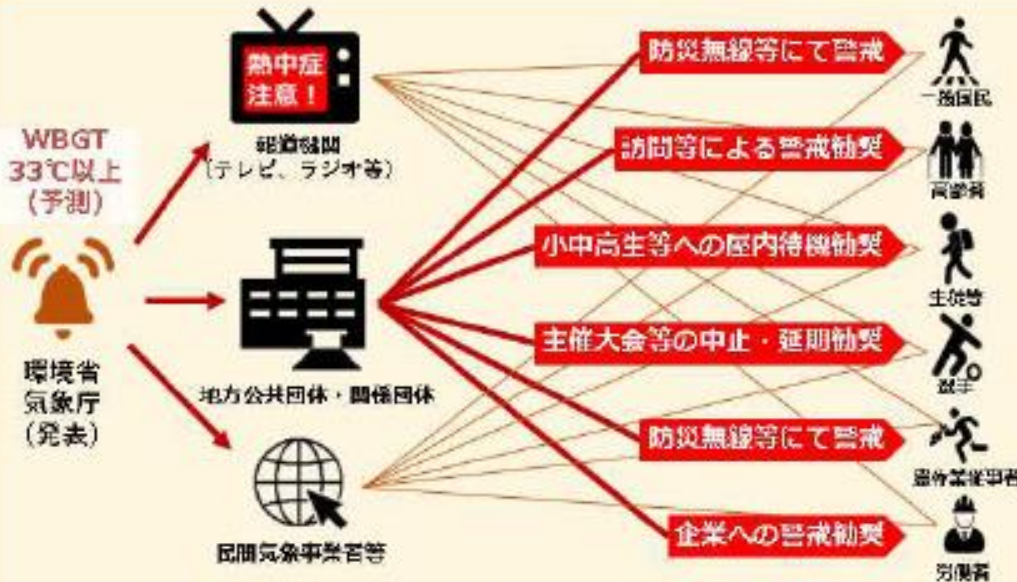 WBGT
33℃以上
(予測)
環境省
気象庁
(発表)
熱中症
注意！
報道機関
(テレビ、ラジオ等)
地方公共団体・関係団体
民間気象事業者等
防災無線等にて警戒
一般国民
訪問等による警戒勧奨
高齢者
小中高生等への屋内待機勧奨
生徒等
主催大会等の中止・延期勧奨
選手
防災無線等にて警戒
農作業従事者
企業への警戒勧奨
労働者